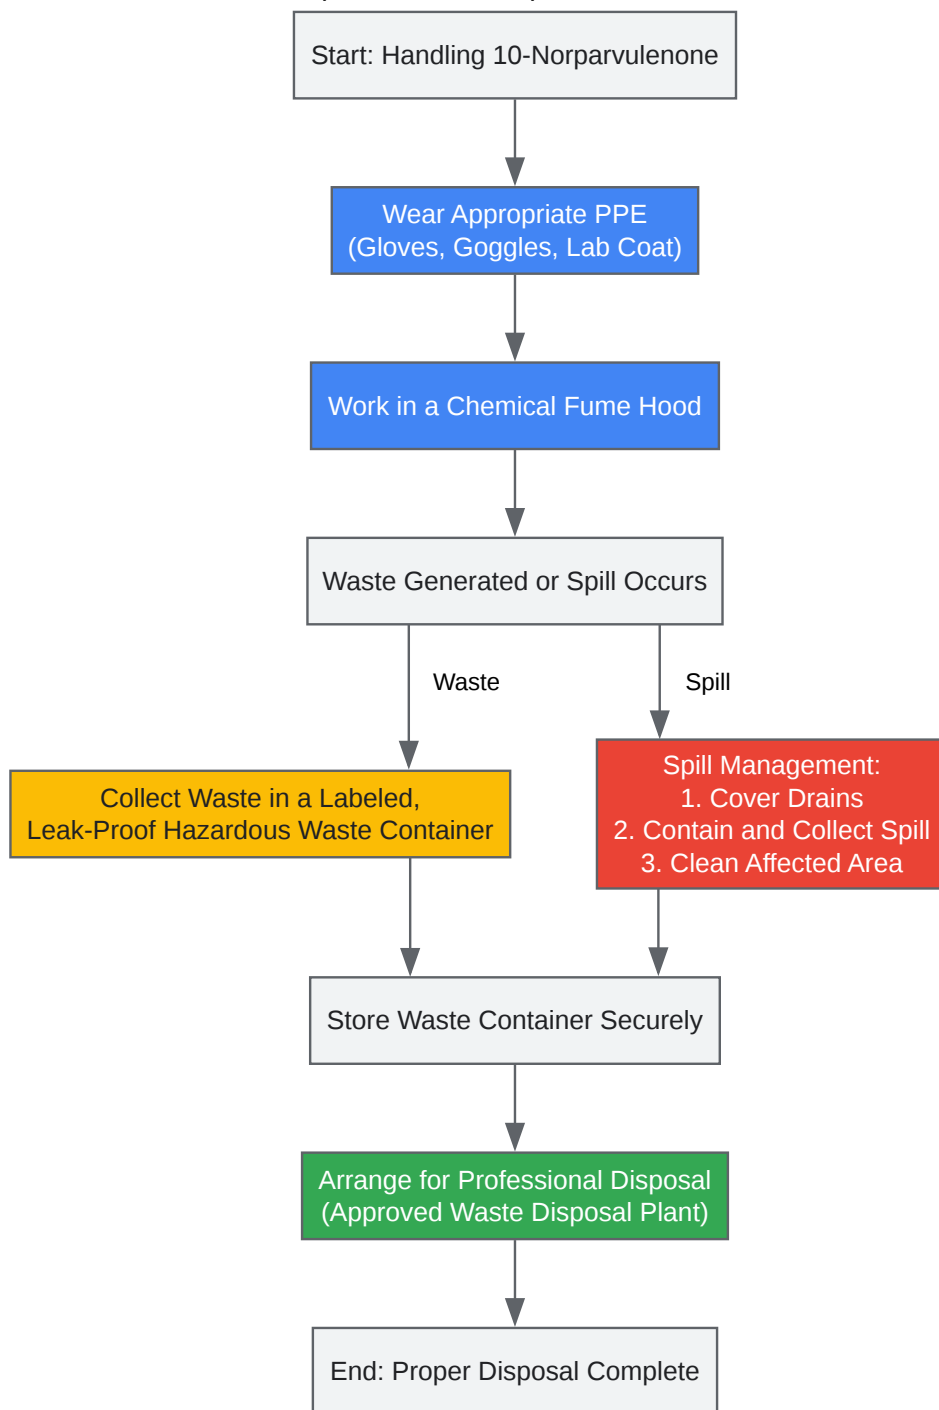 Start: Handling 10-Norparvulenone
Wear Appropriate PPE
(Gloves, Goggles, Lab Coat)
Work in a Chemical Fume Hood
Waste Generated or Spill Occurs
Waste
Spill
Collect Waste in a Labeled,
Leak-Proof Hazardous Waste Container
Spill Management:
1. Cover Drains
2. Contain and Collect Spill
3. Clean Affected Area
Store Waste Container Securely
Arrange for Professional Disposal
(Approved Waste Disposal Plant)
End: Proper Disposal Complete